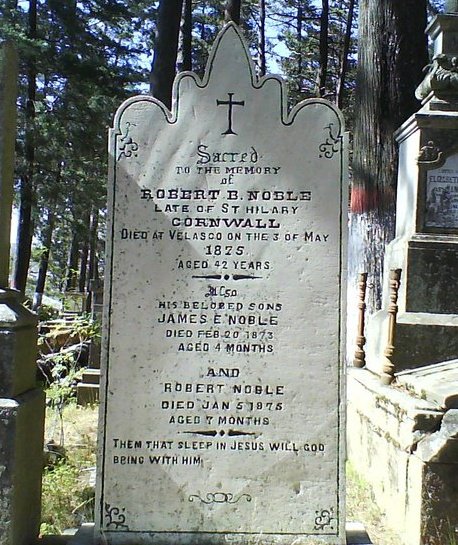 Sacred
TO THE MEMORY
of
ROBERT B. NOBLE
LATE OF ST HILARY
CORNWALL
DIED AT VELASCO ON THE 3 OF MAY
1875
AGED 42 YEARS
Also
HIS BELORED SONS
JAMES E NOBLE
DIED FEB 20 1873
AGED 4 MONTHS
AND
ROBERT NOBLE
DIED JAN 5 1875
AGED 7 MONTHS
THEM THAT SLEEP IN JESUS WILL GOD
BRING WITH HIM